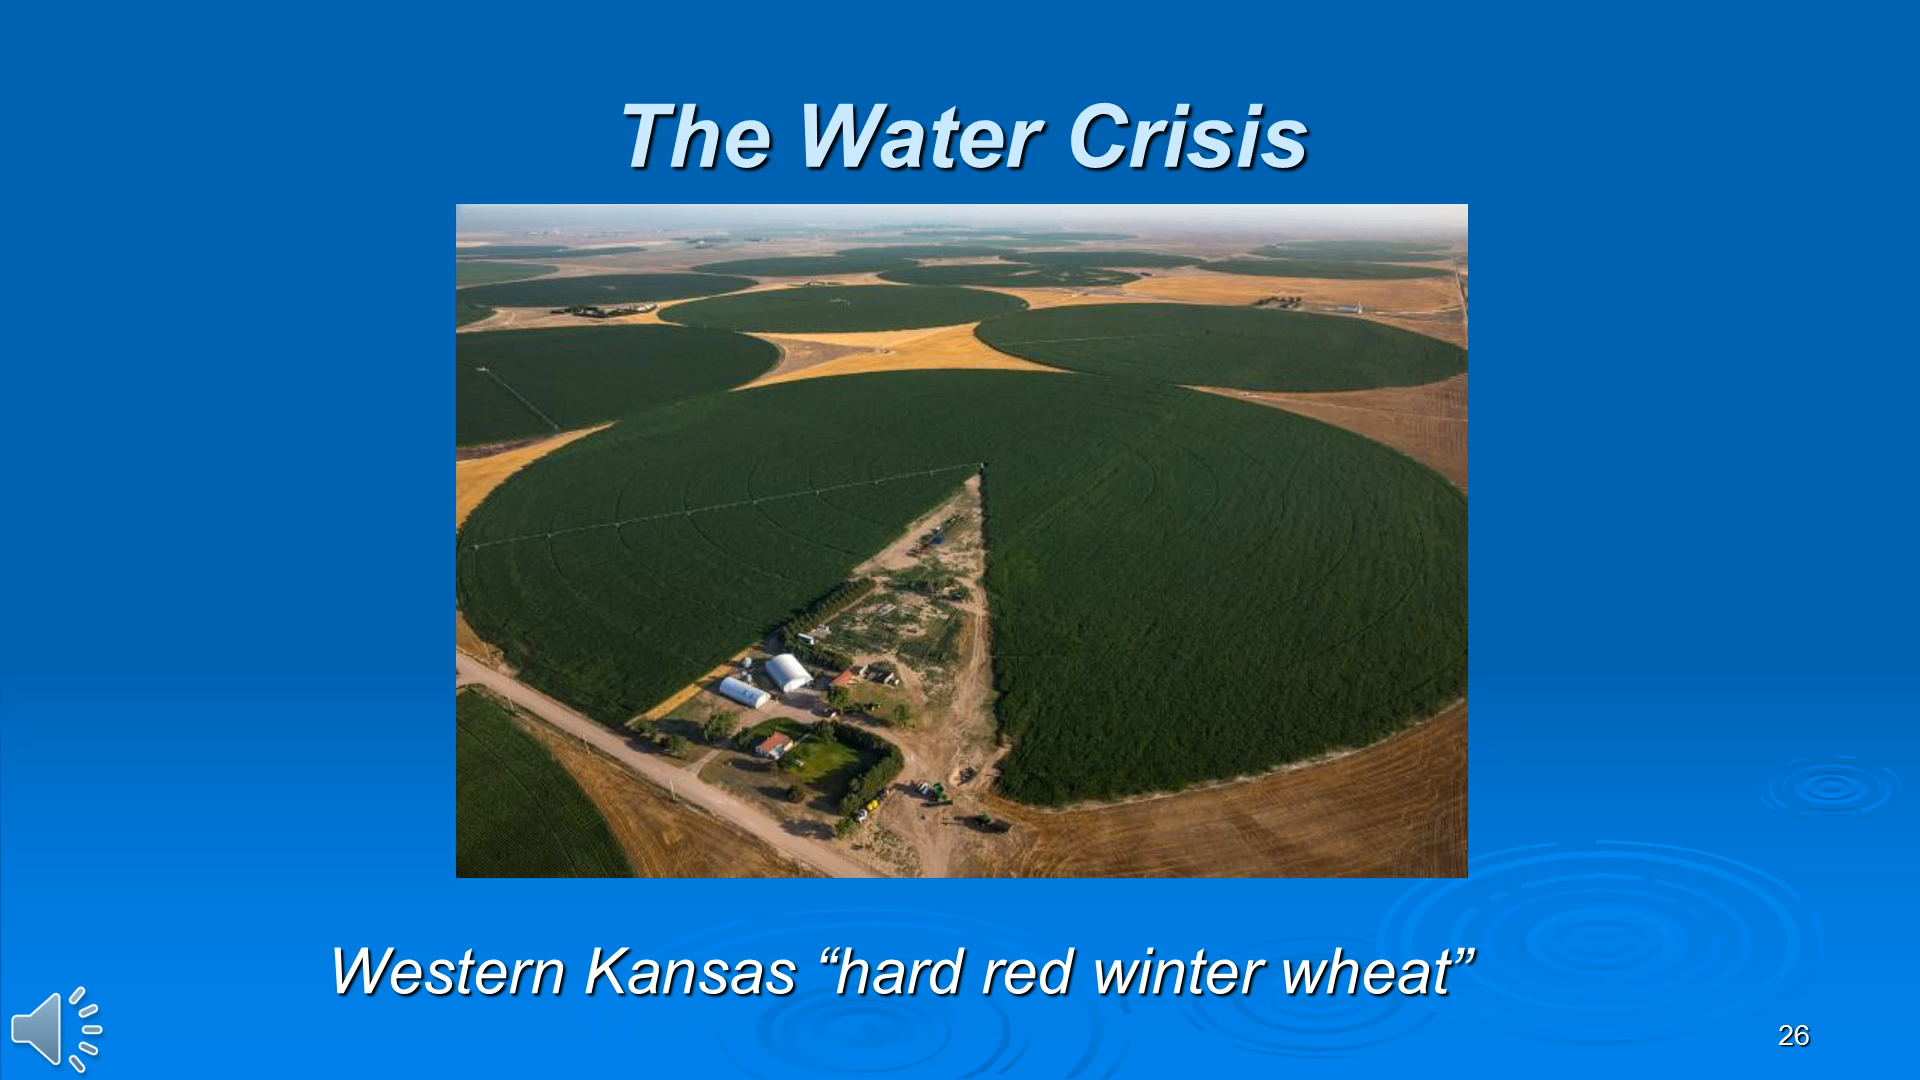 The Water Crisis
Western Kansas “hard red winter wheat”
26